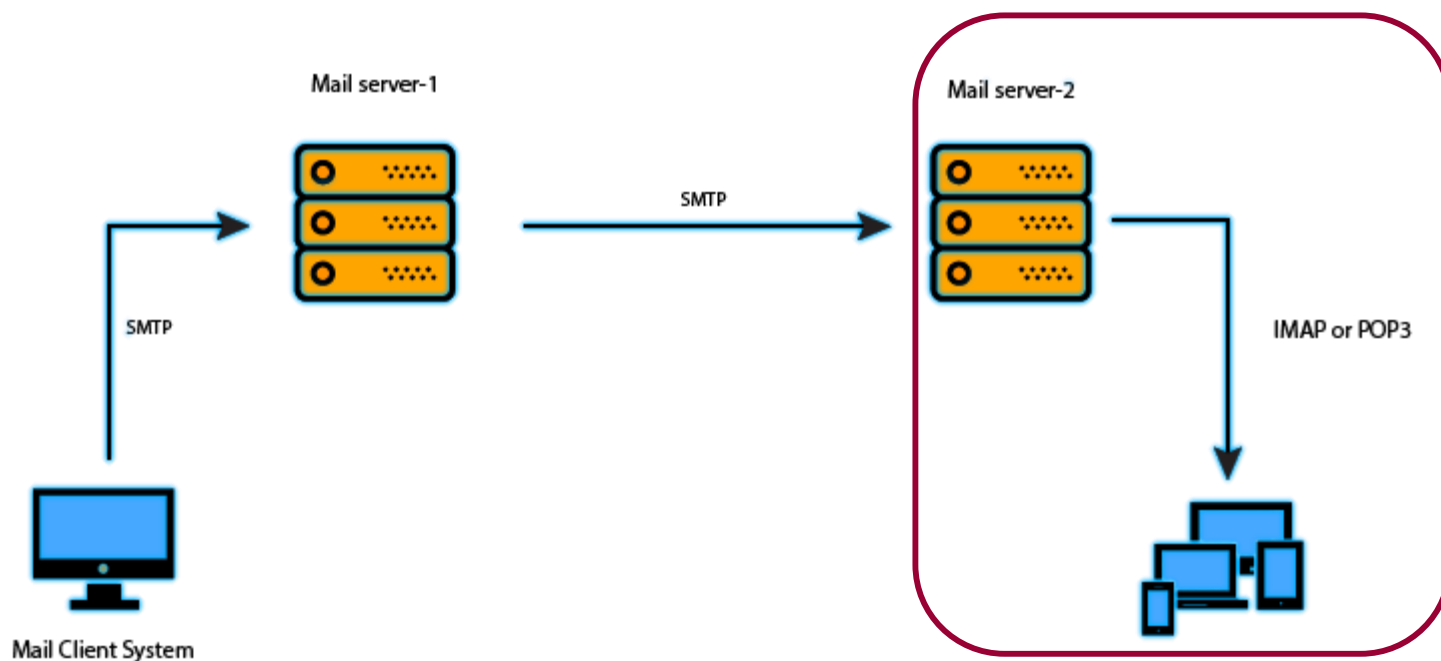 Mail server-1
Mail server-2
SMTP
SMTP
IMAP or POP3
Mail Client System